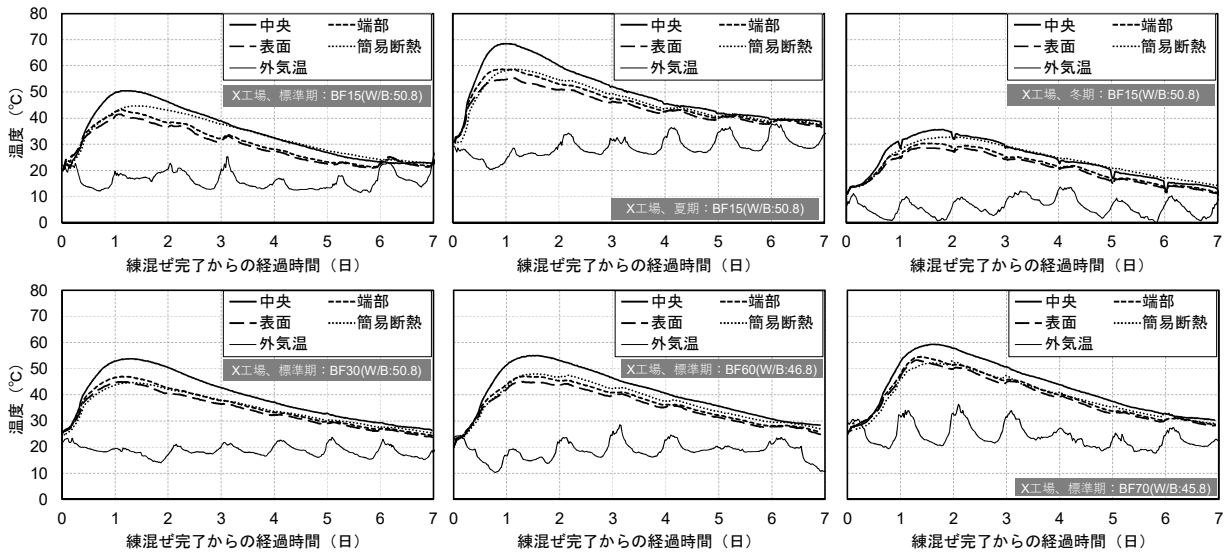 80
70
60
50
40
30
20
10
0
温度（℃）
中央
端部
表面
簡易断熱
外気温
X工場、標準期：BF15(W/B:50.8)
0 1 2 3 4 5 6 7
練混ぜ完了からの経過時間（日）
中央
端部
表面
簡易断熱
外気温
X工場、夏期：BF15(W/B:50.8)
0 1 2 3 4 5 6 7
練混ぜ完了からの経過時間（日）
中央
端部
表面
簡易断熱
外気温
X工場、冬期：BF15(W/B:50.8)
0 1 2 3 4 5 6 7
練混ぜ完了からの経過時間（日）
80
70
60
50
40
30
20
10
0
温度（℃）
中央
端部
表面
簡易断熱
外気温
X工場、標準期：BF30(W/B:50.8)
0 1 2 3 4 5 6 7
練混ぜ完了からの経過時間（日）
中央
端部
表面
簡易断熱
外気温
X工場、標準期：BF60(W/B:46.8)
0 1 2 3 4 5 6 7
練混ぜ完了からの経過時間（日）
中央
端部
表面
簡易断熱
外気温
X工場、標準期：BF70(W/B:45.8)
0 1 2 3 4 5 6 7
練混ぜ完了からの経過時間（日）